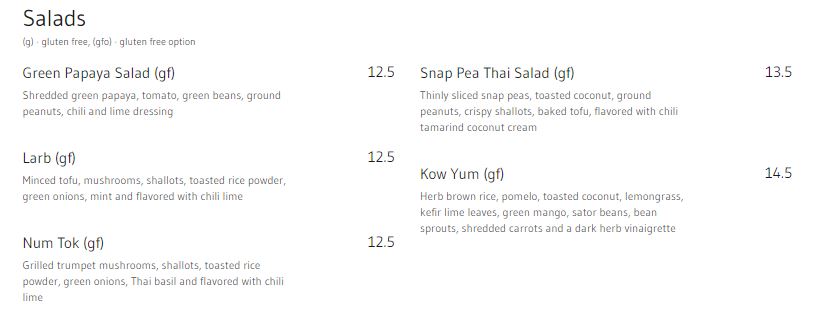 Salads
(g) · gluten free, (gfo) · gluten free option
Green Papaya Salad (gf) 12.5
Shredded green papaya, tomato, green beans, ground
peanuts, chili and lime dressing
Larb (gf) 12.5
Minced tofu, mushrooms, shallots, toasted rice powder,
green onions, mint and flavored with chili lime
Num Tok (gf) 12.5
Grilled trumpet mushrooms, shallots, toasted rice
powder, green onions, Thai basil and flavored with chili
lime
Snap Pea Thai Salad (gf) 13.5
Thinly sliced snap peas, toasted coconut, ground
peanuts, crispy shallots, baked tofu, flavored with chili
tamarind coconut cream
Kow Yum (gf) 14.5
Herb brown rice, pomelo, toasted coconut, lemongrass,
kefir lime leaves, green mango, sator beans, bean
sprouts, shredded carrots and a dark herb vinaigrette